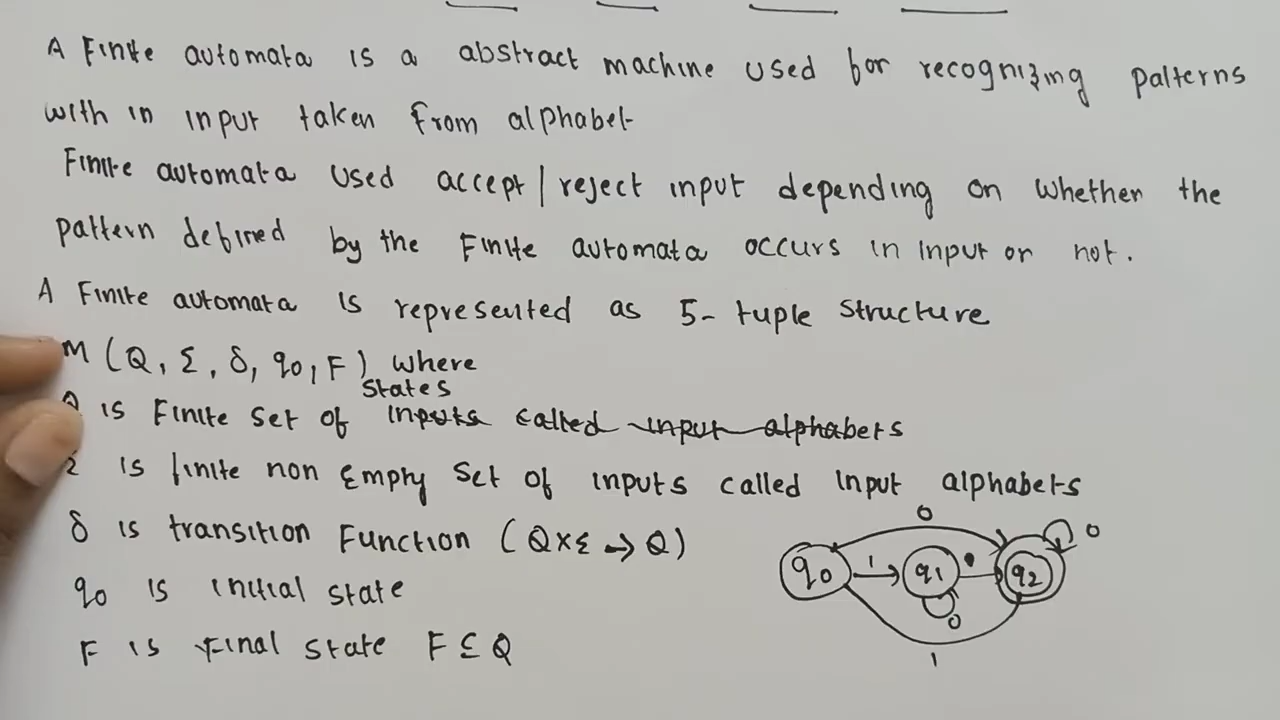 A Finite automata is a abstract machine used for recognizing patterns
with in input taken from alphabet
Finite automata used accept/reject input depending on whether the
pattern defined by the Finite automata occurs in input or not.
A Finite automata is represented as 5- tuple structure
M (Q, Σ, δ, q0, F) where
states
Q is Finite set of inputs called input alphabets
Σ is finite non Empty set of inputs called input alphabets
δ is transition Function (Q×Σ → Q)
q0 is initial state
F is Final state F ⊆ Q
0
0
q0 1 q1 q2
0
1